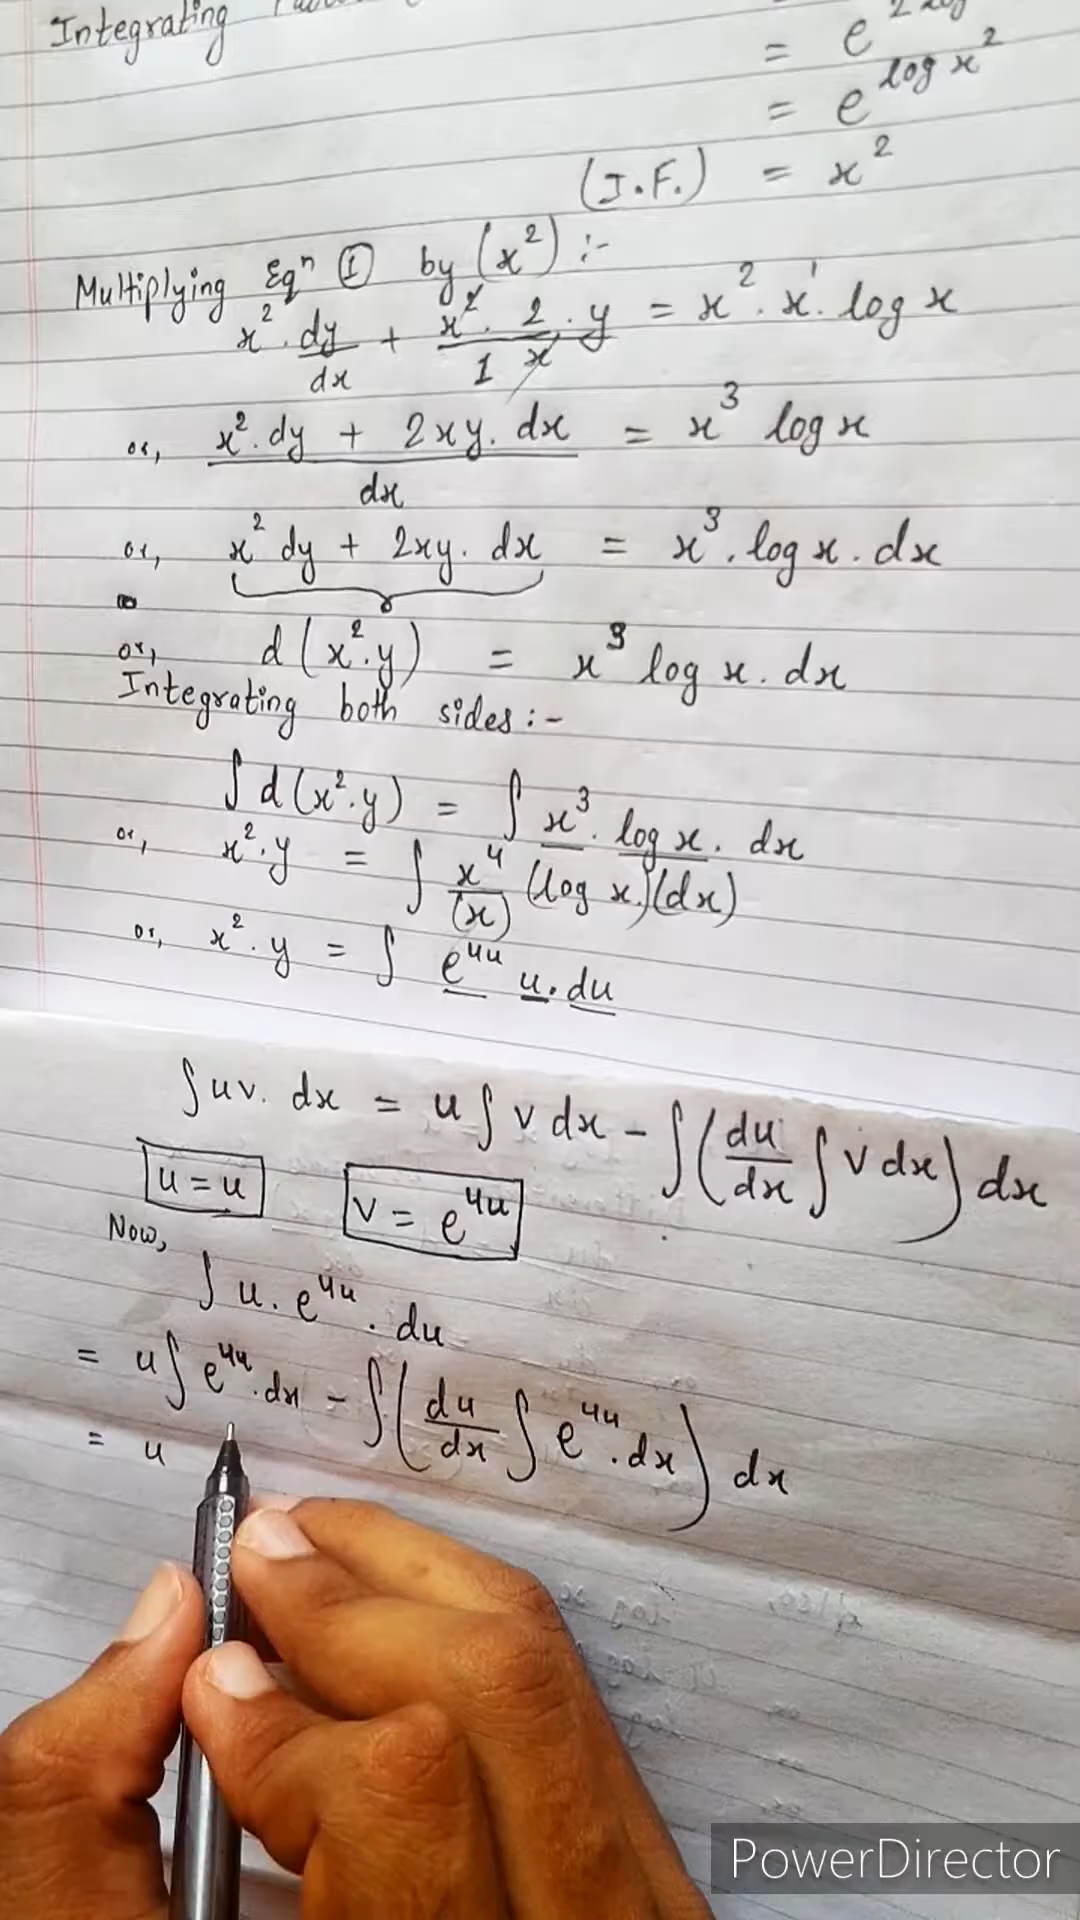 Integrating
= e^2 log
= e^log x^2
(I.F.) = x^2
Multiplying Eqn ① by (x^2) :-
x^2 . dy/dx + x^2 . 2 . y / 1 x = x^2 . x^1 . log x
or, x^2 . dy + 2xy . dx / dx = x^3 log x
or, x^2 dy + 2xy . dx = x^3 . log x . dx
or, d (x^2 . y) = x^3 log x . dx
Integrating both sides :-
∫ d (x^2 . y) = ∫ x^3 . log x . dx
or, x^2 . y = ∫ x^4/(x) (log x)(dx)
or, x^2 . y = ∫ e^4u u . du
∫ uv . dx = u ∫ v dx - ∫ (du/dx ∫ v dx) dx
u = u v = e^4u
Now,
∫ u . e^4u . du
= u ∫ e^4u . dx - ∫ (du/dx ∫ e^4u . dx) dx
= u
PowerDirector